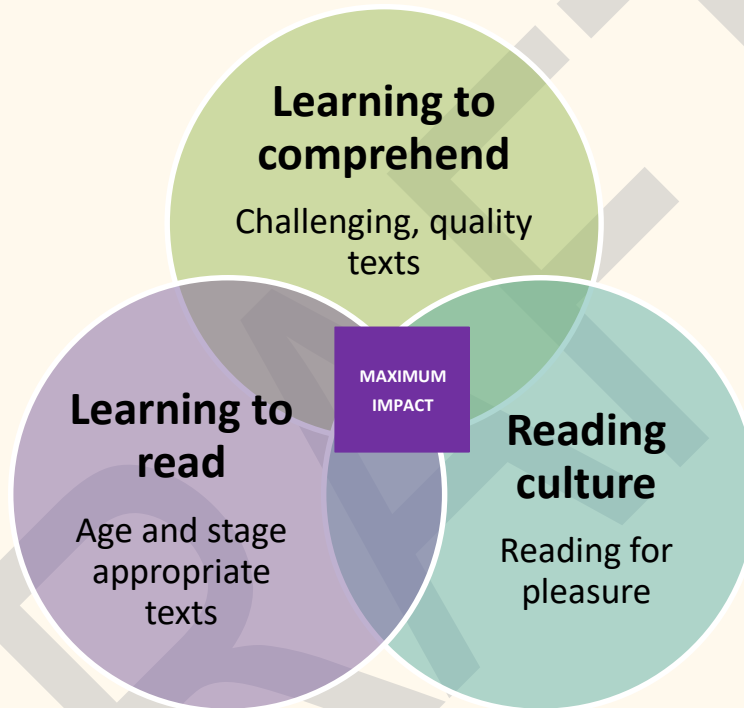 Learning to
comprehend
Challenging, quality
texts
MAXIMUM
IMPACT
Learning to
read
Age and stage
appropriate
texts
Reading
culture
Reading for
pleasure